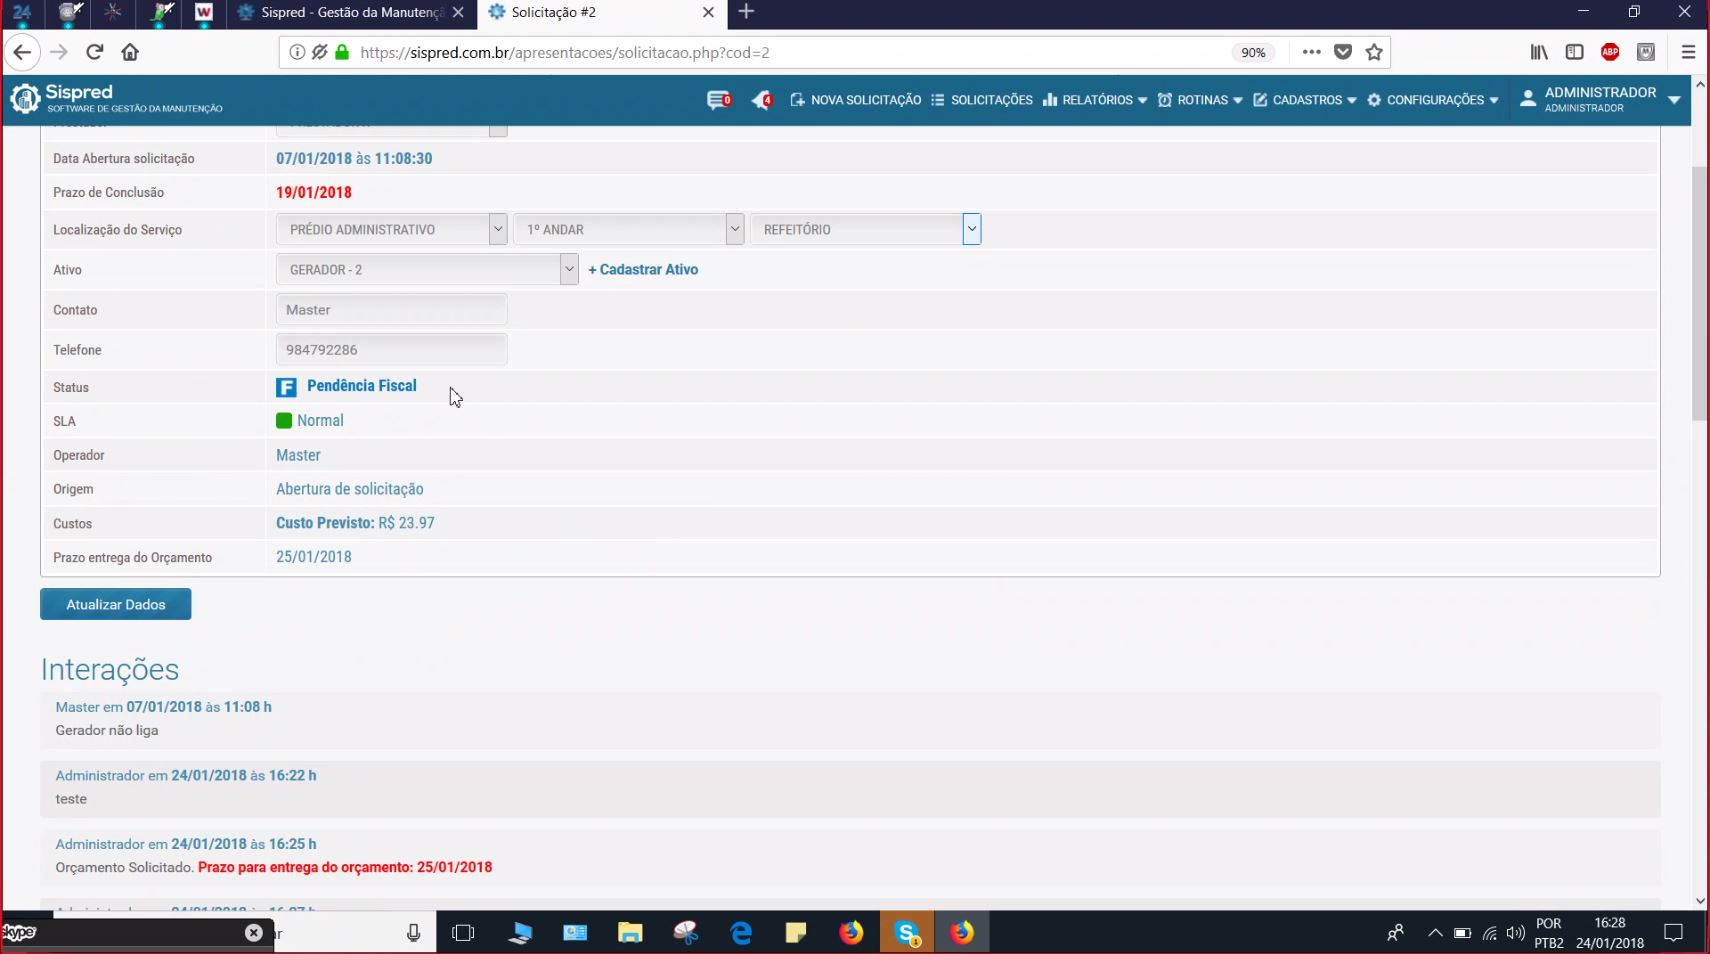 24
W
Sispred - Gestão da Manutençã
Solicitação #2
https://sispred.com.br/apresentacoes/solicitacao.php?cod=2
90%
ABP
Sispred
SOFTWARE DE GESTÃO DA MANUTENÇÃO
0
4
NOVA SOLICITAÇÃO
SOLICITAÇÕES
RELATÓRIOS
ROTINAS
CADASTROS
CONFIGURAÇÕES
ADMINISTRADOR
ADMINISTRADOR
Data Abertura solicitação
07/01/2018 às 11:08:30
Prazo de Conclusão
19/01/2018
Localização do Serviço
PRÉDIO ADMINISTRATIVO
1º ANDAR
REFEITÓRIO
Ativo
GERADOR - 2
+ Cadastrar Ativo
Contato
Master
Telefone
984792286
Status
F Pendência Fiscal
SLA
Normal
Operador
Master
Origem
Abertura de solicitação
Custos
Custo Previsto: R$ 23.97
Prazo entrega do Orçamento
25/01/2018
Atualizar Dados
Interações
Master em 07/01/2018 às 11:08 h
Gerador não liga
Administrador em 24/01/2018 às 16:22 h
teste
Administrador em 24/01/2018 às 16:25 h
Orçamento Solicitado. Prazo para entrega do orçamento: 25/01/2018
skype
ar
S
1
POR
PTB2
16:28
24/01/2018